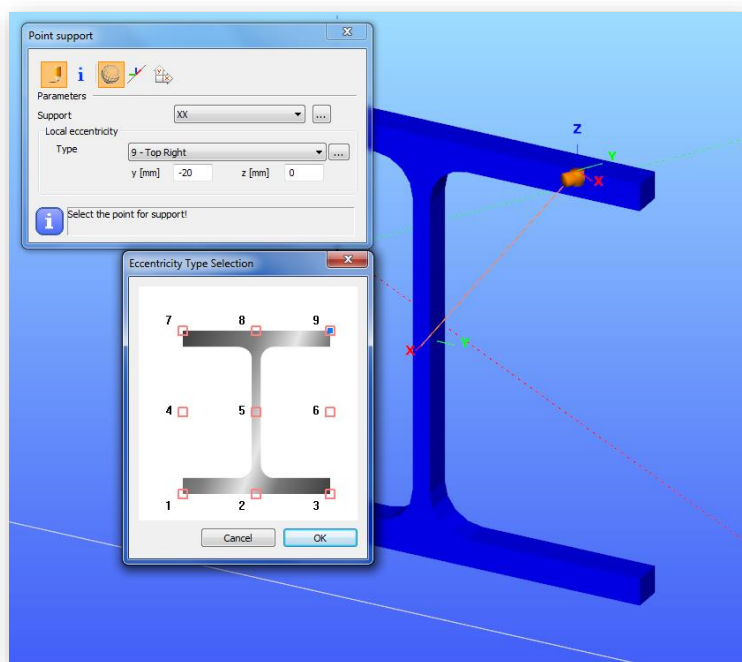 Point support
i
Parameters
Support XX ...
Local eccentricity
Type 9 - Top Right ...
y [mm] -20 z [mm] 0
i Select the point for support!
Eccentricity Type Selection
7 8 9
4 5 6
1 2 3
Cancel OK
Z
Y
X
X
Y